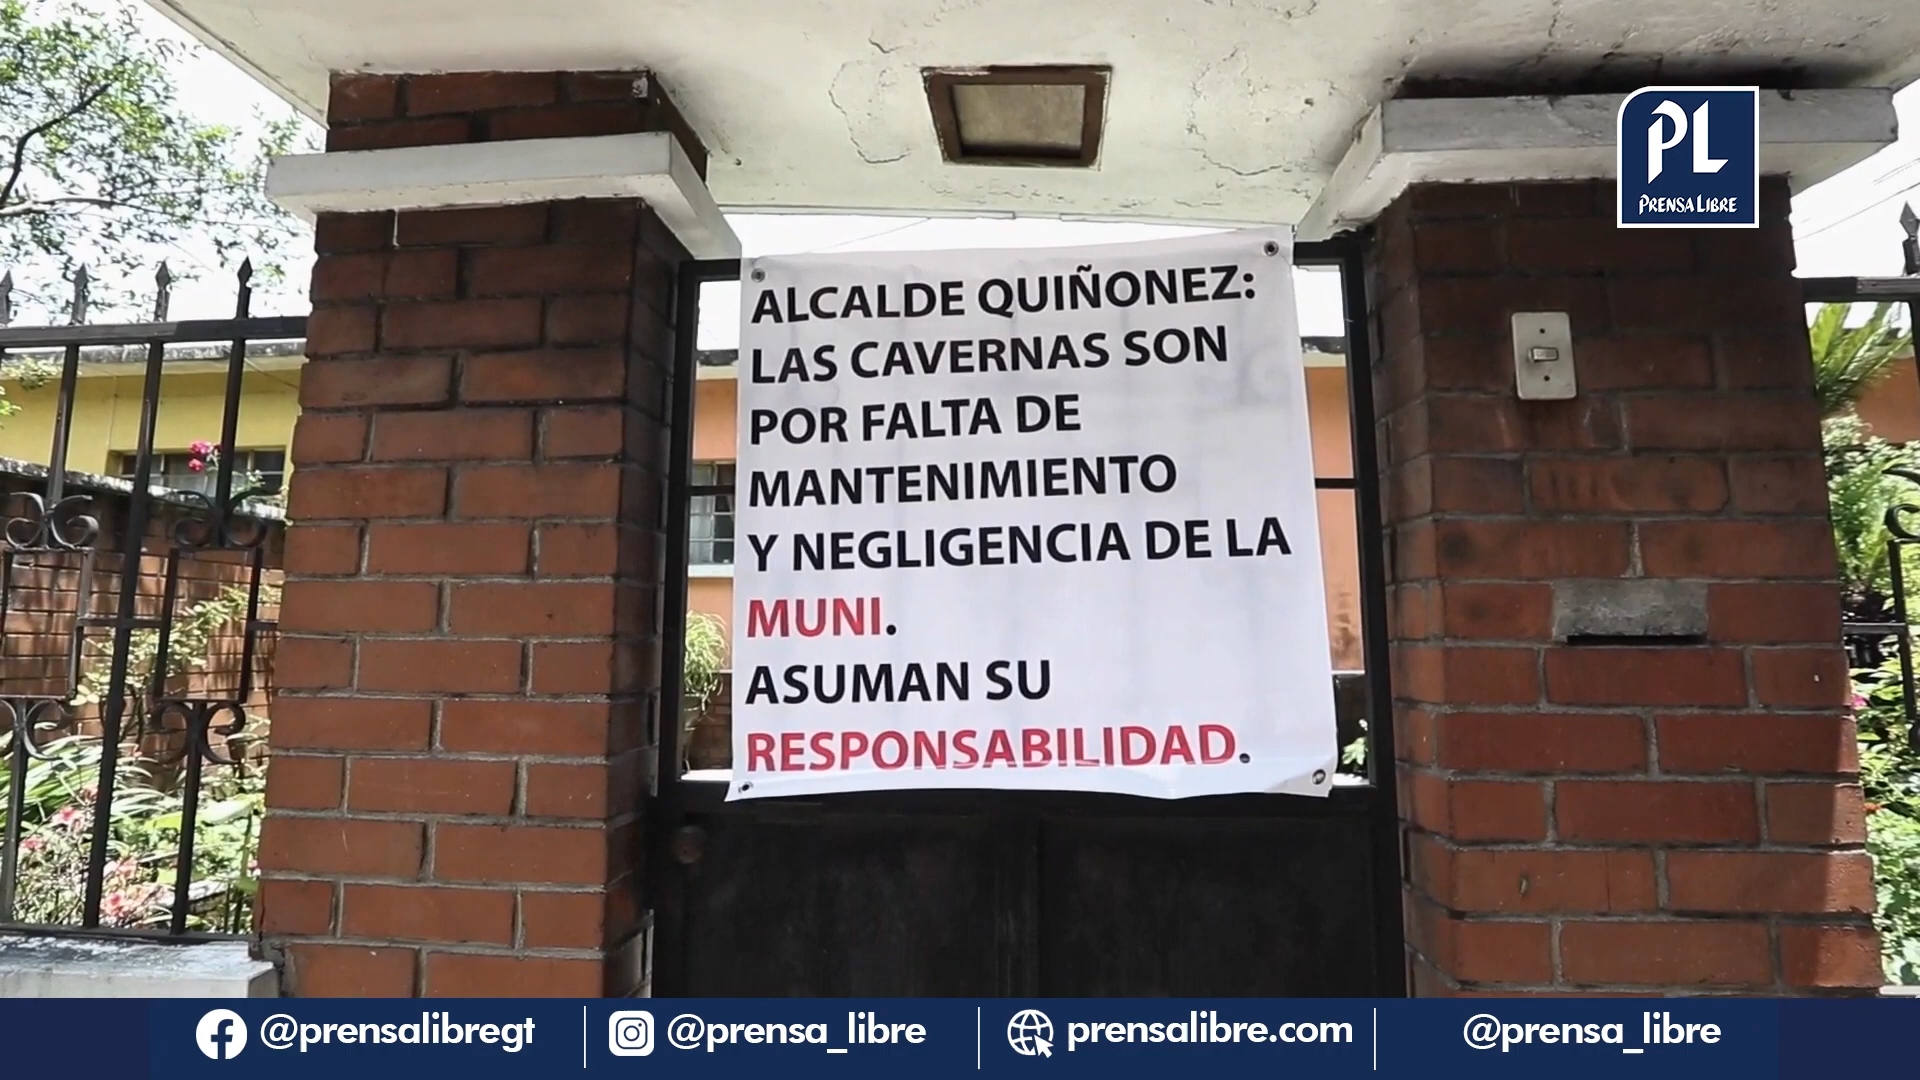 PL
PRENSA LIBRE
ALCALDE QUIÑONEZ:
LAS CAVERNAS SON
POR FALTA DE
MANTENIMIENTO
Y NEGLIGENCIA DE LA
MUNI.
ASUMAN SU
RESPONSABILIDAD.
@prensalibregt @prensa_libre prensalibre.com @prensa_libre